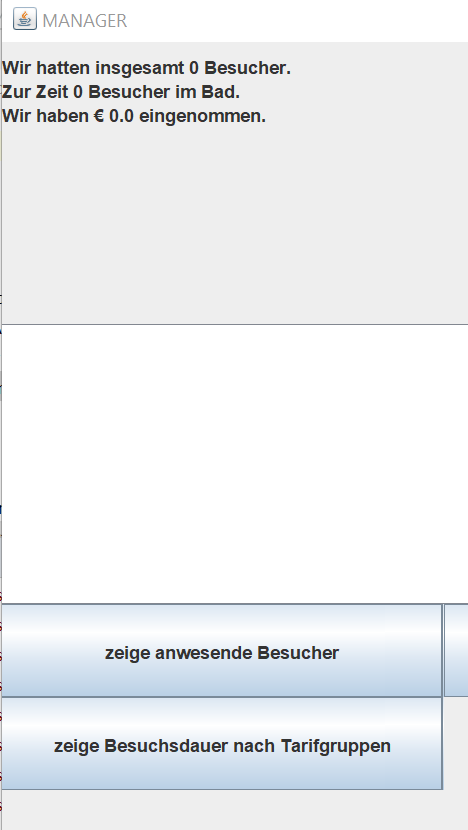 MANAGER
Wir hatten insgesamt 0 Besucher.
Zur Zeit 0 Besucher im Bad.
Wir haben € 0.0 eingenommen.
zeige anwesende Besucher
zeige Besuchsdauer nach Tarifgruppen